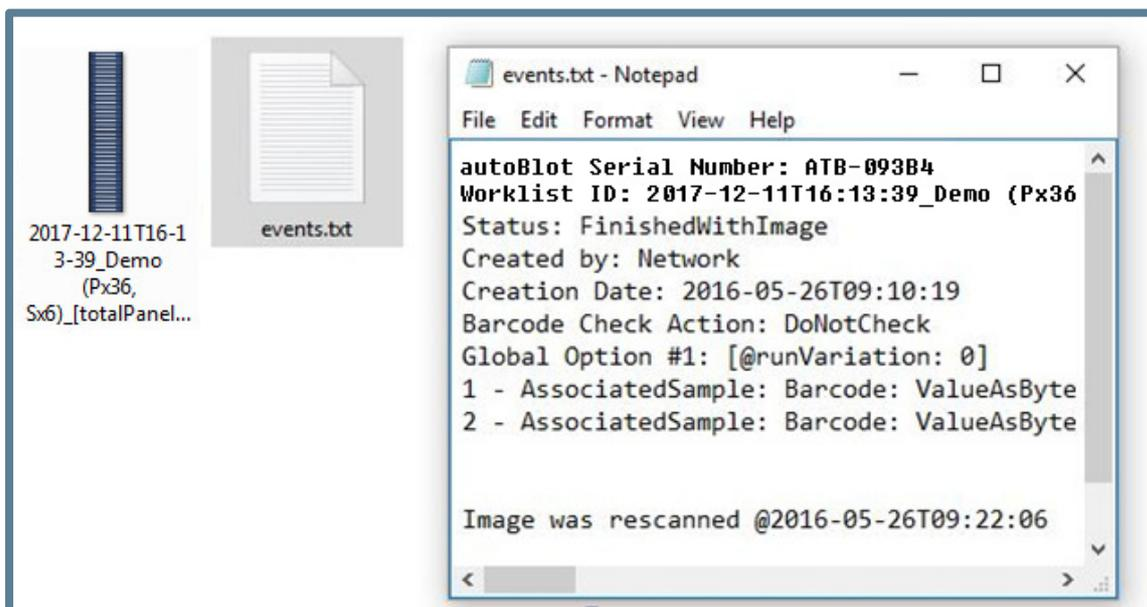 2017-12-11T16-1
3-39_Demo
(Px36,
Sx6)_[totalPanel...
events.txt
events.txt - Notepad
File Edit Format View Help
autoBlot Serial Number: ATB-093B4
Worklist ID: 2017-12-11T16:13:39_Demo (Px36
Status: FinishedWithImage
Created by: Network
Creation Date: 2016-05-26T09:10:19
Barcode Check Action: DoNotCheck
Global Option #1: [@runVariation: 0]
1 - AssociatedSample: Barcode: ValueAsByte
2 - AssociatedSample: Barcode: ValueAsByte
Image was rescanned @2016-05-26T09:22:06